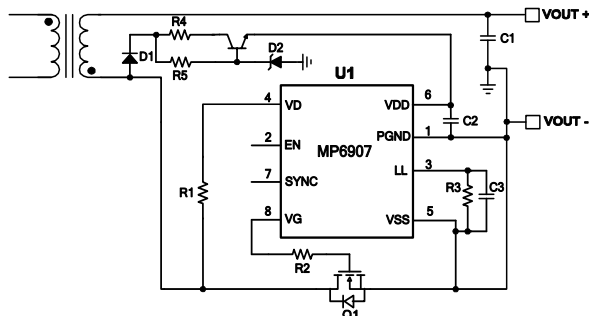 R4
VOUT +
C1
D1
R5
D2
U1
4
VD
VDD
6
C2
VOUT -
2
EN
PGND
1
MP6907
LL
3
7
SYNC
R1
R3
C3
8
VG
VSS
5
R2
Q1